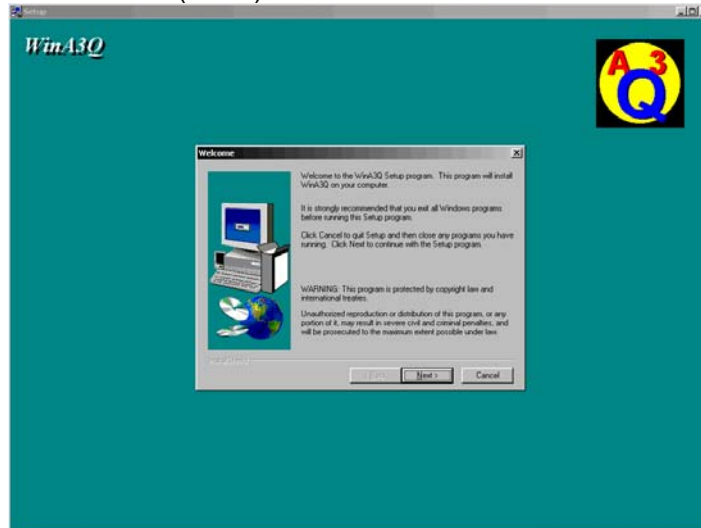 Setup
WinA3Q
A 3
Q
Welcome
Welcome to the WinA3Q Setup program. This program will install
WinA3Q on your computer.
It is strongly recommended that you exit all Windows programs
before running this Setup program.
Click Cancel to quit Setup and then close any programs you have
running. Click Next to continue with the Setup program.
WARNING: This program is protected by copyright law and
international treaties.
Unauthorized reproduction or distribution of this program, or any
portion of it, may result in severe civil and criminal penalties, and
will be prosecuted to the maximum extent possible under law.
InstallShield
< Back Next > Cancel